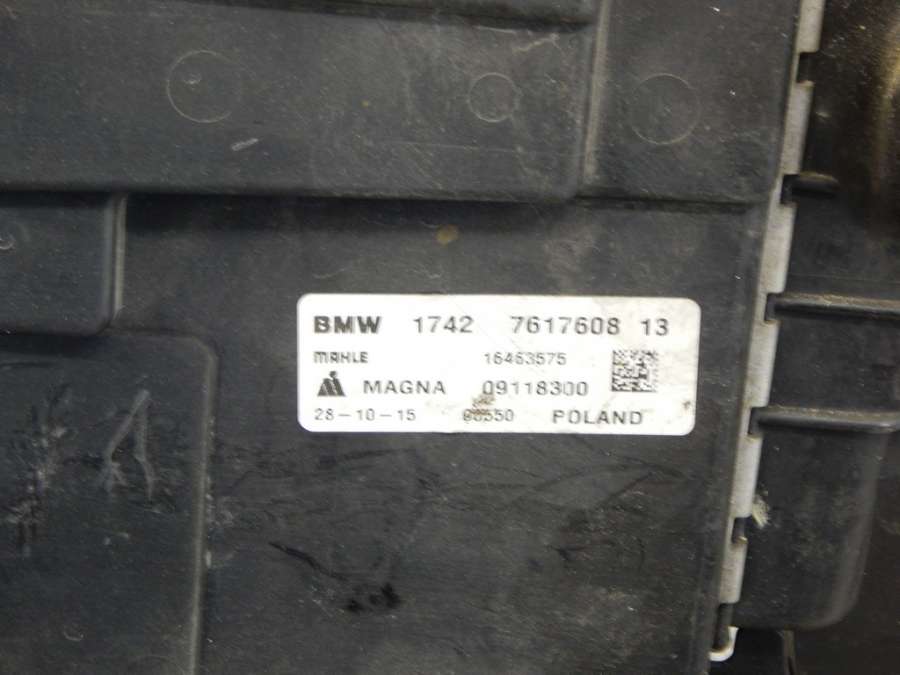 BMW 1742 7617608 13
MAHLE 16463575
MAGNA 09118300
28-10-15 POLAND